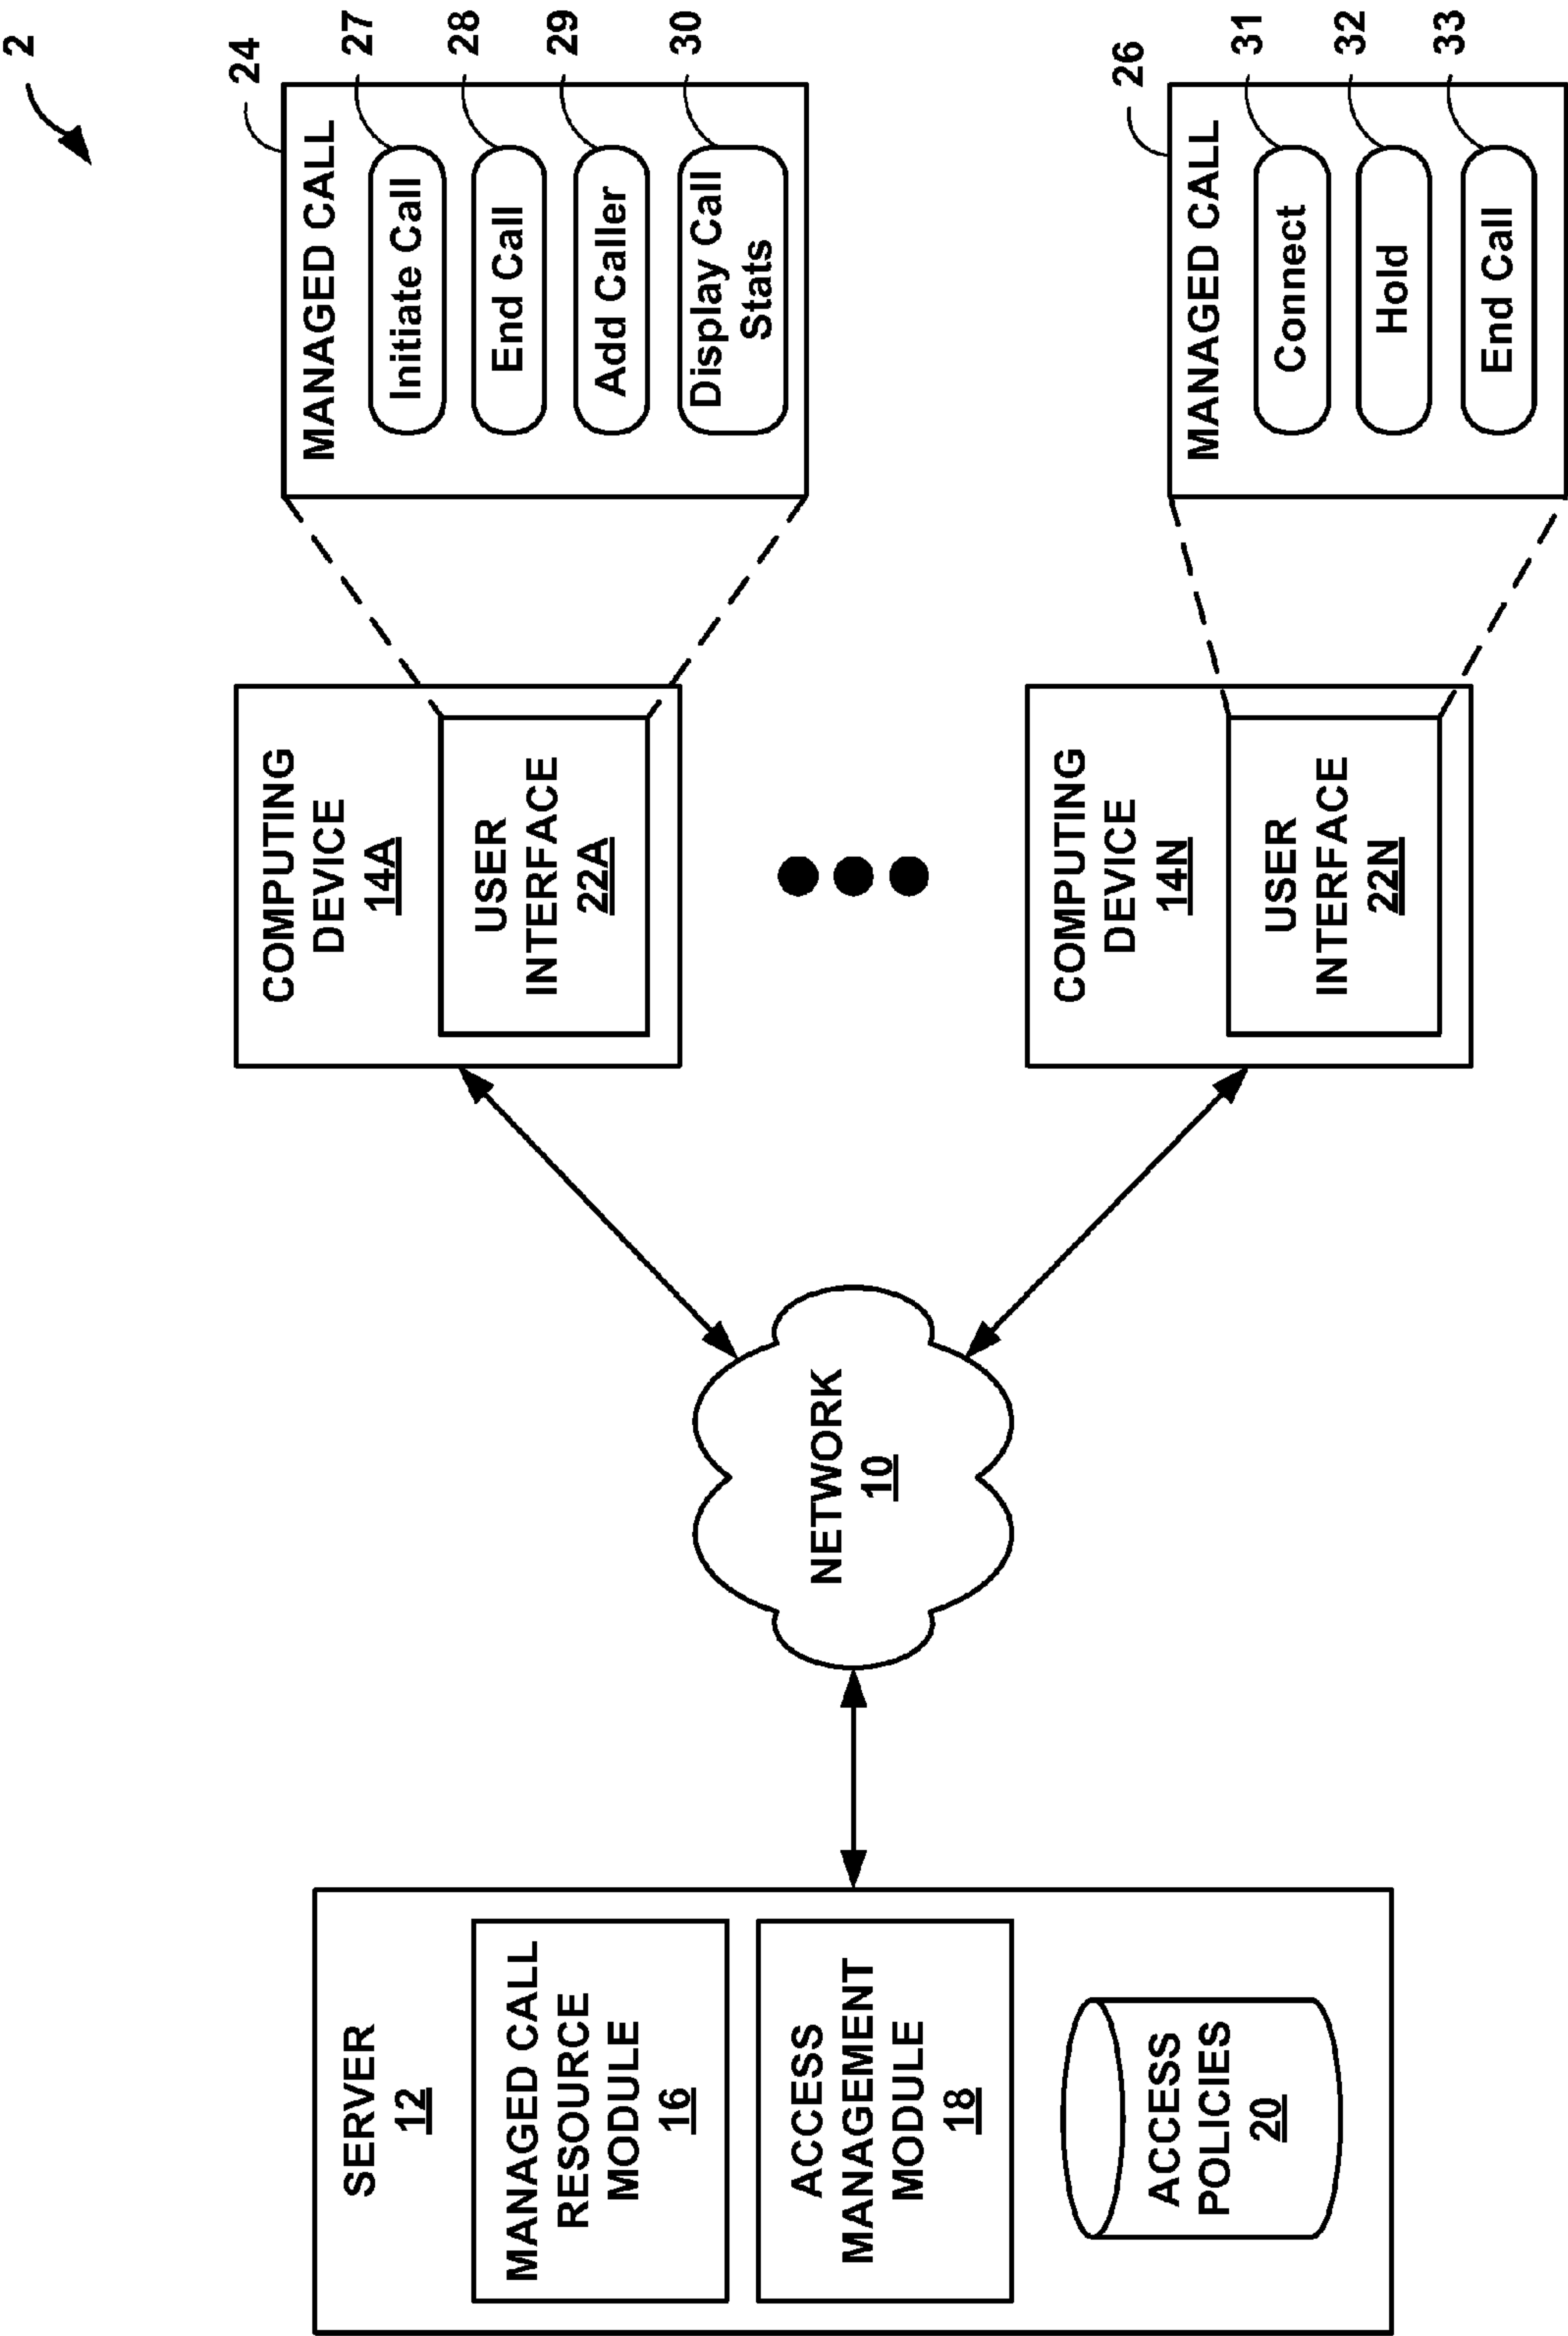 2
SERVER
12
MANAGED CALL
RESOURCE
MODULE
16
ACCESS
MANAGEMENT
MODULE
18
ACCESS
POLICIES
20
NETWORK
10
COMPUTING
DEVICE
14A
USER
INTERFACE
22A
24
MANAGED CALL
Initiate Call
27
End Call
28
Add Caller
29
Display Call
Stats
30
COMPUTING
DEVICE
14N
USER
INTERFACE
22N
26
MANAGED CALL
Connect
31
Hold
32
End Call
33